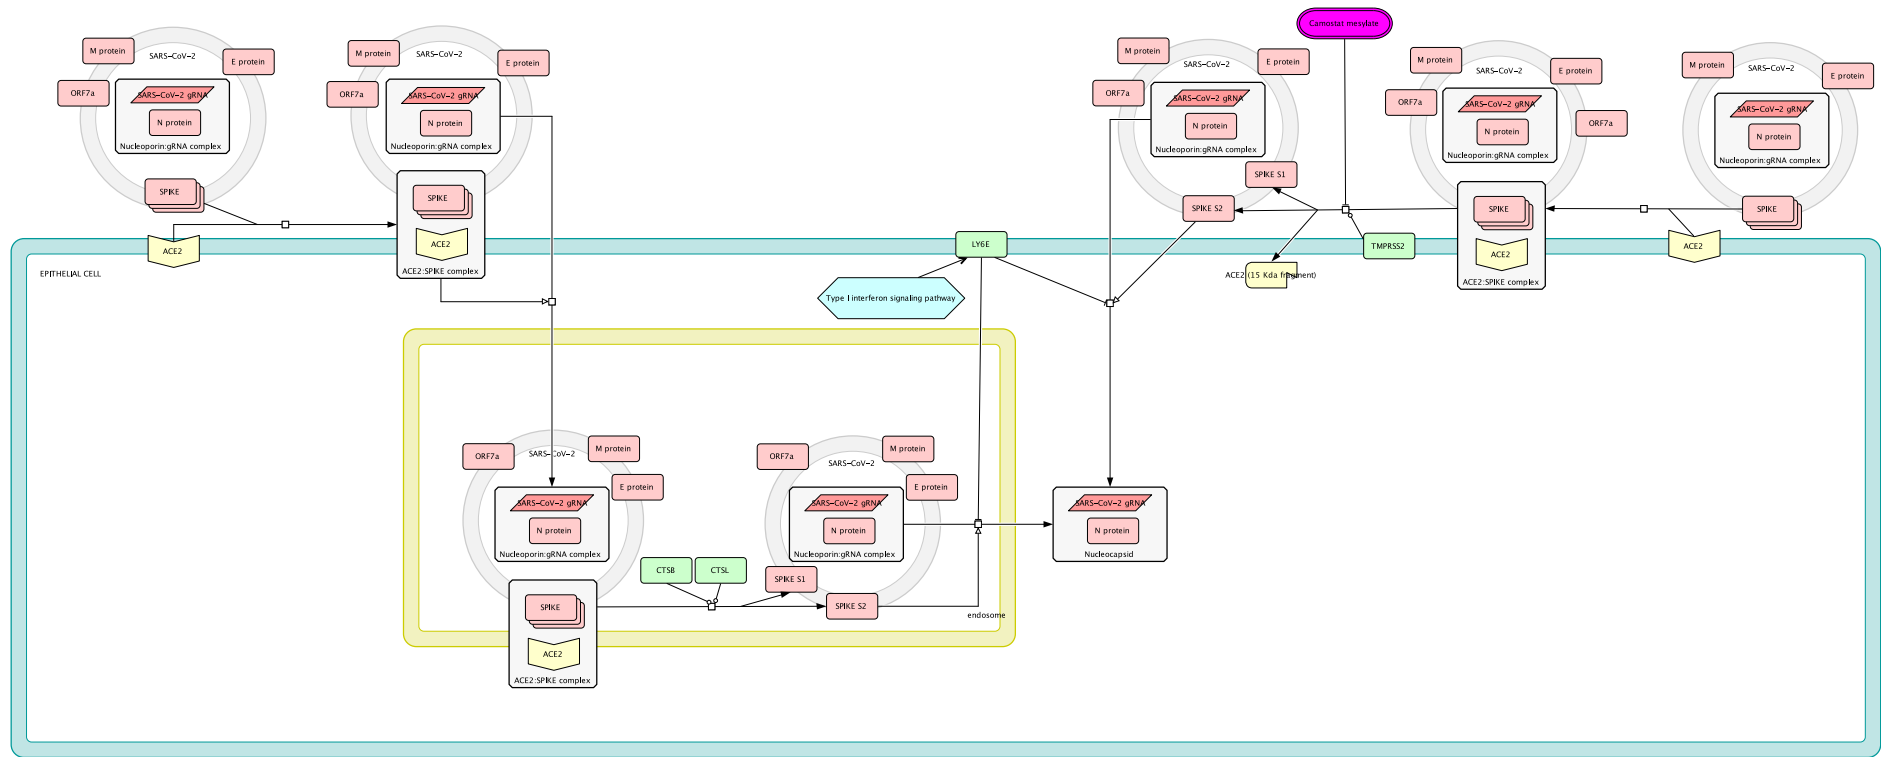 Camostat mesylate
M protein
SARS-CoV-2
E protein
ORF7a
SARS-CoV-2 gRNA
N protein
Nucleoporin:gRNA complex
SPIKE
ACE2
M protein
SARS-CoV-2
E protein
ORF7a
SARS-CoV-2 gRNA
N protein
Nucleoporin:gRNA complex
SPIKE
ACE2
ACE2:SPIKE complex
M protein
SARS-CoV-2
E protein
ORF7a
SARS-CoV-2 gRNA
N protein
Nucleoporin:gRNA complex
SPIKE S1
SPIKE S2
M protein
SARS-CoV-2
E protein
ORF7a
ORF7a
SARS-CoV-2 gRNA
N protein
Nucleoporin:gRNA complex
SPIKE
ACE2
ACE2:SPIKE complex
M protein
SARS-CoV-2
E protein
SARS-CoV-2 gRNA
N protein
Nucleoporin:gRNA complex
SPIKE
ACE2
EPITHELIAL CELL
LY6E
TMPRSS2
ACE2 (15 Kda fragment)
Type I interferon signaling pathway
ORF7a
SARS-CoV-2
M protein
E protein
SARS-CoV-2 gRNA
N protein
Nucleoporin:gRNA complex
SPIKE
ACE2
ACE2:SPIKE complex
CTSB
CTSL
ORF7a
SARS-CoV-2
M protein
E protein
SARS-CoV-2 gRNA
N protein
Nucleoporin:gRNA complex
SPIKE S1
SPIKE S2
endosome
SARS-CoV-2 gRNA
N protein
Nucleocapsid